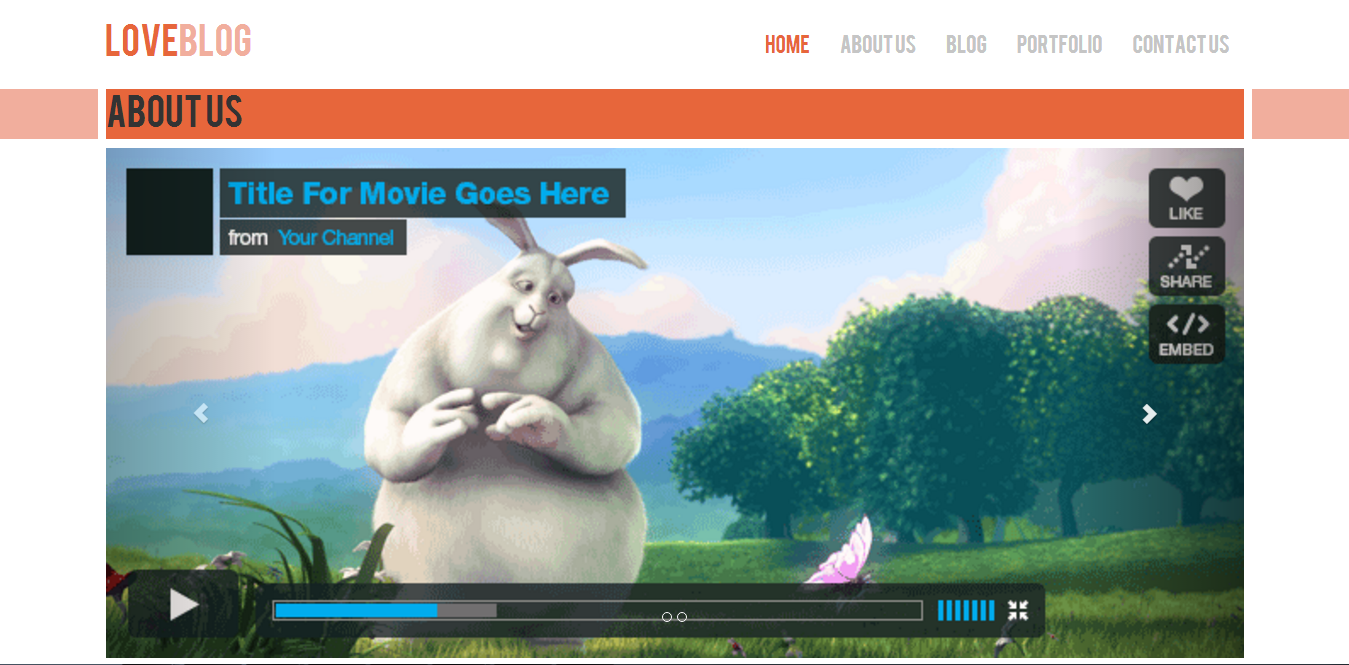 LOVEBLOG
HOME ABOUT US BLOG PORTFOLIO CONTACT US
ABOUT US
Title For Movie Goes Here
from Your Channel
LIKE
SHARE
EMBED